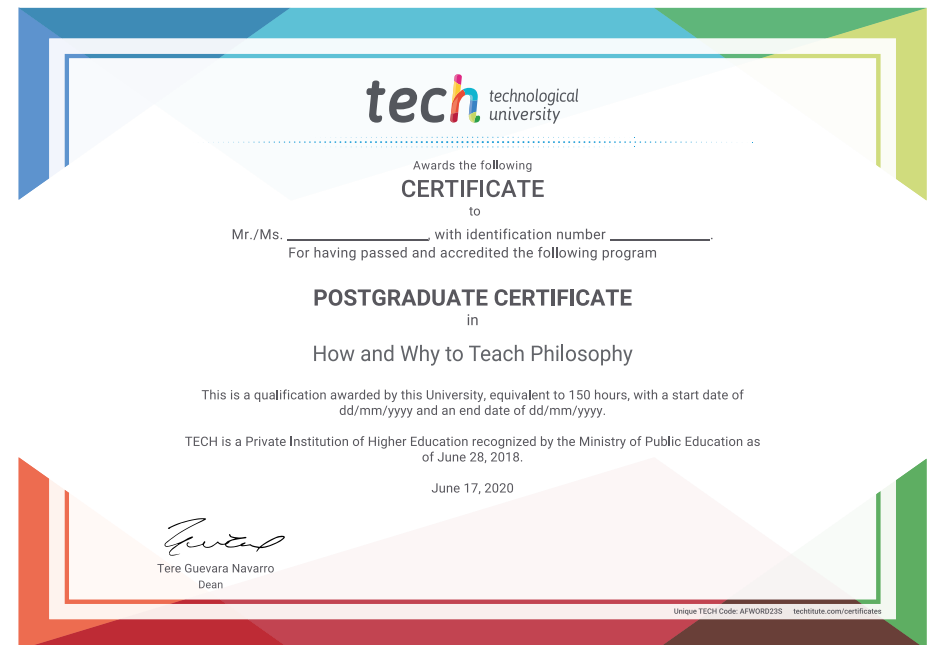 tech technological
university
Awards the following
CERTIFICATE
to
Mr./Ms. ____________________, with identification number ______________.
For having passed and accredited the following program
POSTGRADUATE CERTIFICATE
in
How and Why to Teach Philosophy
This is a qualification awarded by this University, equivalent to 150 hours, with a start date of
dd/mm/yyyy and an end date of dd/mm/yyyy.
TECH is a Private Institution of Higher Education recognized by the Ministry of Public Education as
of June 28, 2018.
June 17, 2020
Tere Guevara Navarro
Dean
Unique TECH Code: AFWORD23S techtitute.com/certificates